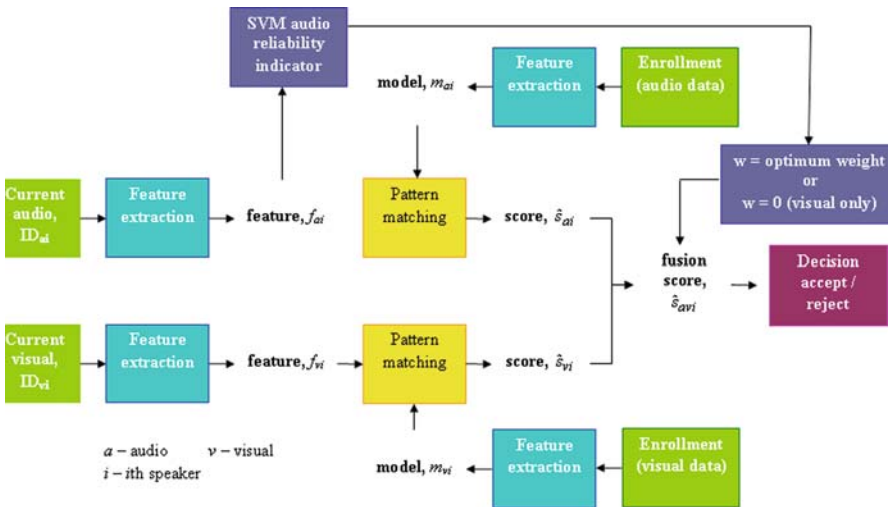 SVM audio
reliability
indicator
model, m_ai
Feature
extraction
Enrollment
(audio data)
w = optimum weight
or
w = 0 (visual only)
Current
audio,
ID_ai
Feature
extraction
feature, f_ai
Pattern
matching
score, ŝ_ai
fusion
score,
ŝ_avi
Decision
accept /
reject
Current
visual,
ID_vi
Feature
extraction
feature, f_vi
Pattern
matching
score, ŝ_vi
a – audio v – visual
i – ith speaker
model, m_vi
Feature
extraction
Enrollment
(visual data)